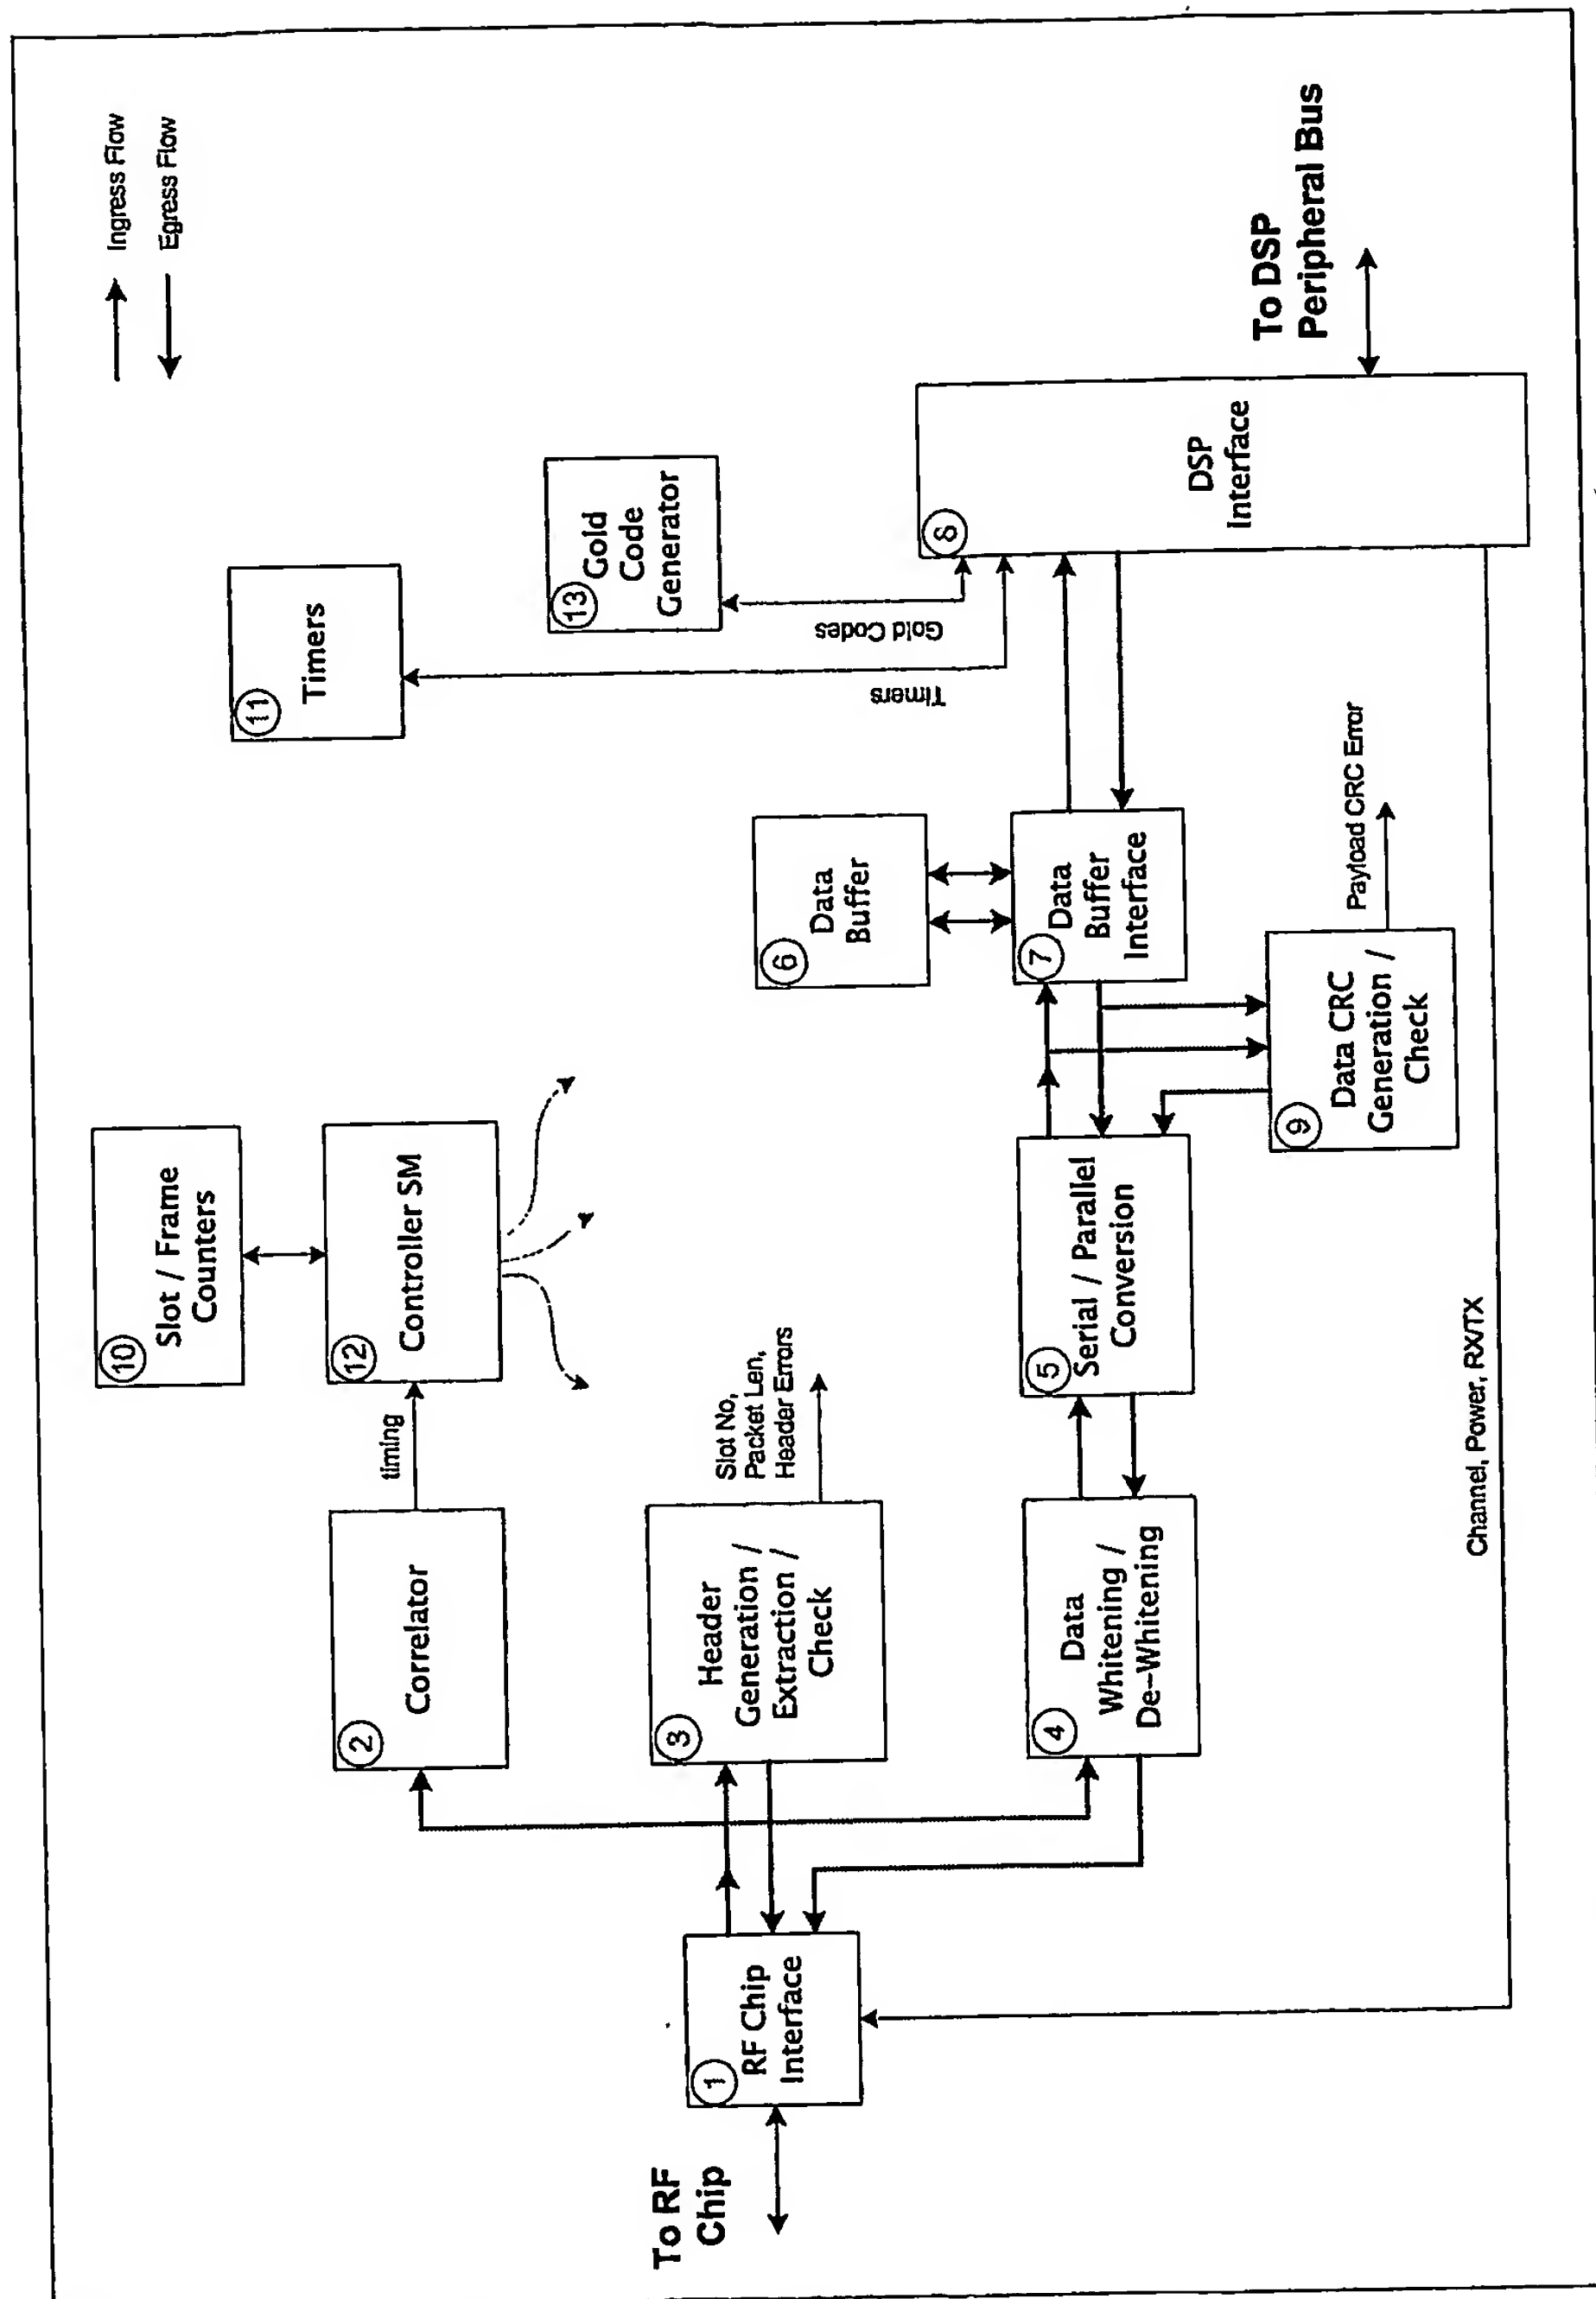 Ingress Flow
Egress Flow
10
Slot / Frame
Counters
11
Timers
12
Controller SM
timing
2
Correlator
13
Gold
Code
Generator
Gold Codes
Timers
6
Data
Buffer
Slot No,
Packet Len,
Header Errors
3
Header
Generation /
Extraction /
Check
To RF
Chip
1
RF Chip
Interface
4
Data
Whitening /
De-Whitening
5
Serial / Parallel
Conversion
7
Data
Buffer
Interface
8
DSP
Interface
To DSP
Peripheral Bus
9
Data CRC
Generation /
Check
Payload CRC Error
Channel, Power, RX/TX